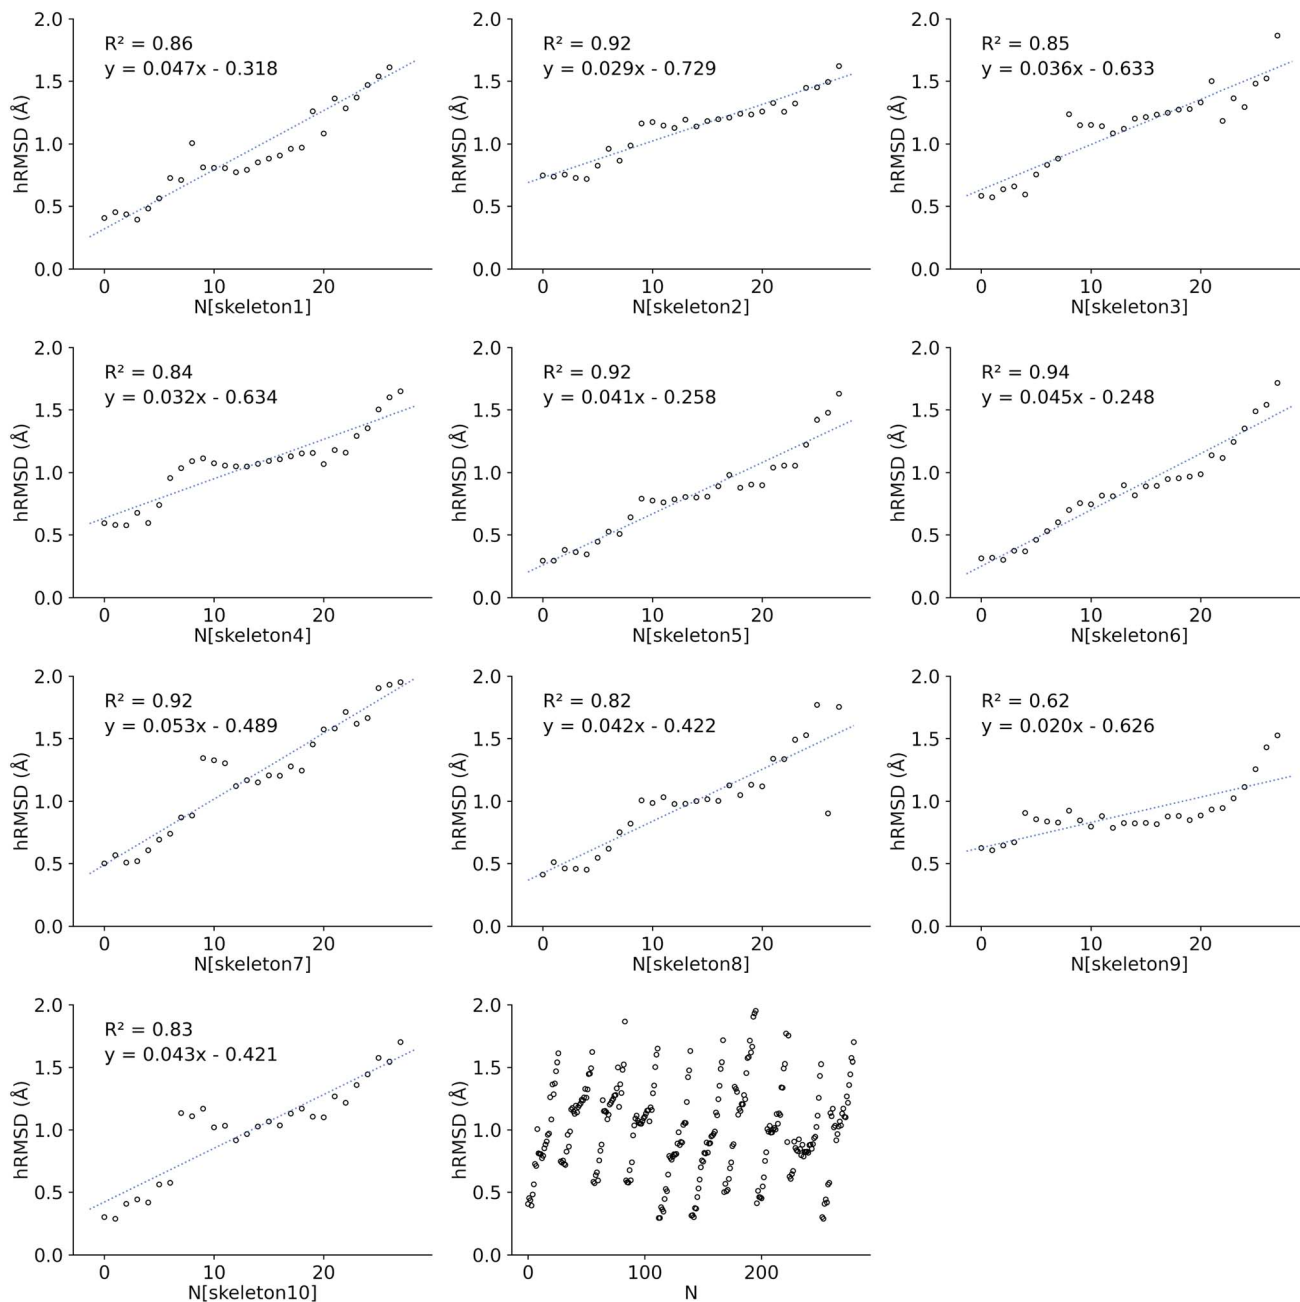 2.0
R² = 0.86
y = 0.047x - 0.318
1.5
1.0
0.5
0.0
hRMSD (Å)
0 10 20
N[skeleton1]
2.0
R² = 0.92
y = 0.029x - 0.729
1.5
1.0
0.5
0.0
hRMSD (Å)
0 10 20
N[skeleton2]
2.0
R² = 0.85
y = 0.036x - 0.633
1.5
1.0
0.5
0.0
hRMSD (Å)
0 10 20
N[skeleton3]
2.0
R² = 0.84
y = 0.032x - 0.634
1.5
1.0
0.5
0.0
hRMSD (Å)
0 10 20
N[skeleton4]
2.0
R² = 0.92
y = 0.041x - 0.258
1.5
1.0
0.5
0.0
hRMSD (Å)
0 10 20
N[skeleton5]
2.0
R² = 0.94
y = 0.045x - 0.248
1.5
1.0
0.5
0.0
hRMSD (Å)
0 10 20
N[skeleton6]
2.0
R² = 0.92
y = 0.053x - 0.489
1.5
1.0
0.5
0.0
hRMSD (Å)
0 10 20
N[skeleton7]
2.0
R² = 0.82
y = 0.042x - 0.422
1.5
1.0
0.5
0.0
hRMSD (Å)
0 10 20
N[skeleton8]
2.0
R² = 0.62
y = 0.020x - 0.626
1.5
1.0
0.5
0.0
hRMSD (Å)
0 10 20
N[skeleton9]
2.0
R² = 0.83
y = 0.043x - 0.421
1.5
1.0
0.5
0.0
hRMSD (Å)
0 10 20
N[skeleton10]
2.0
1.5
1.0
0.5
0.0
hRMSD (Å)
0 100 200
N